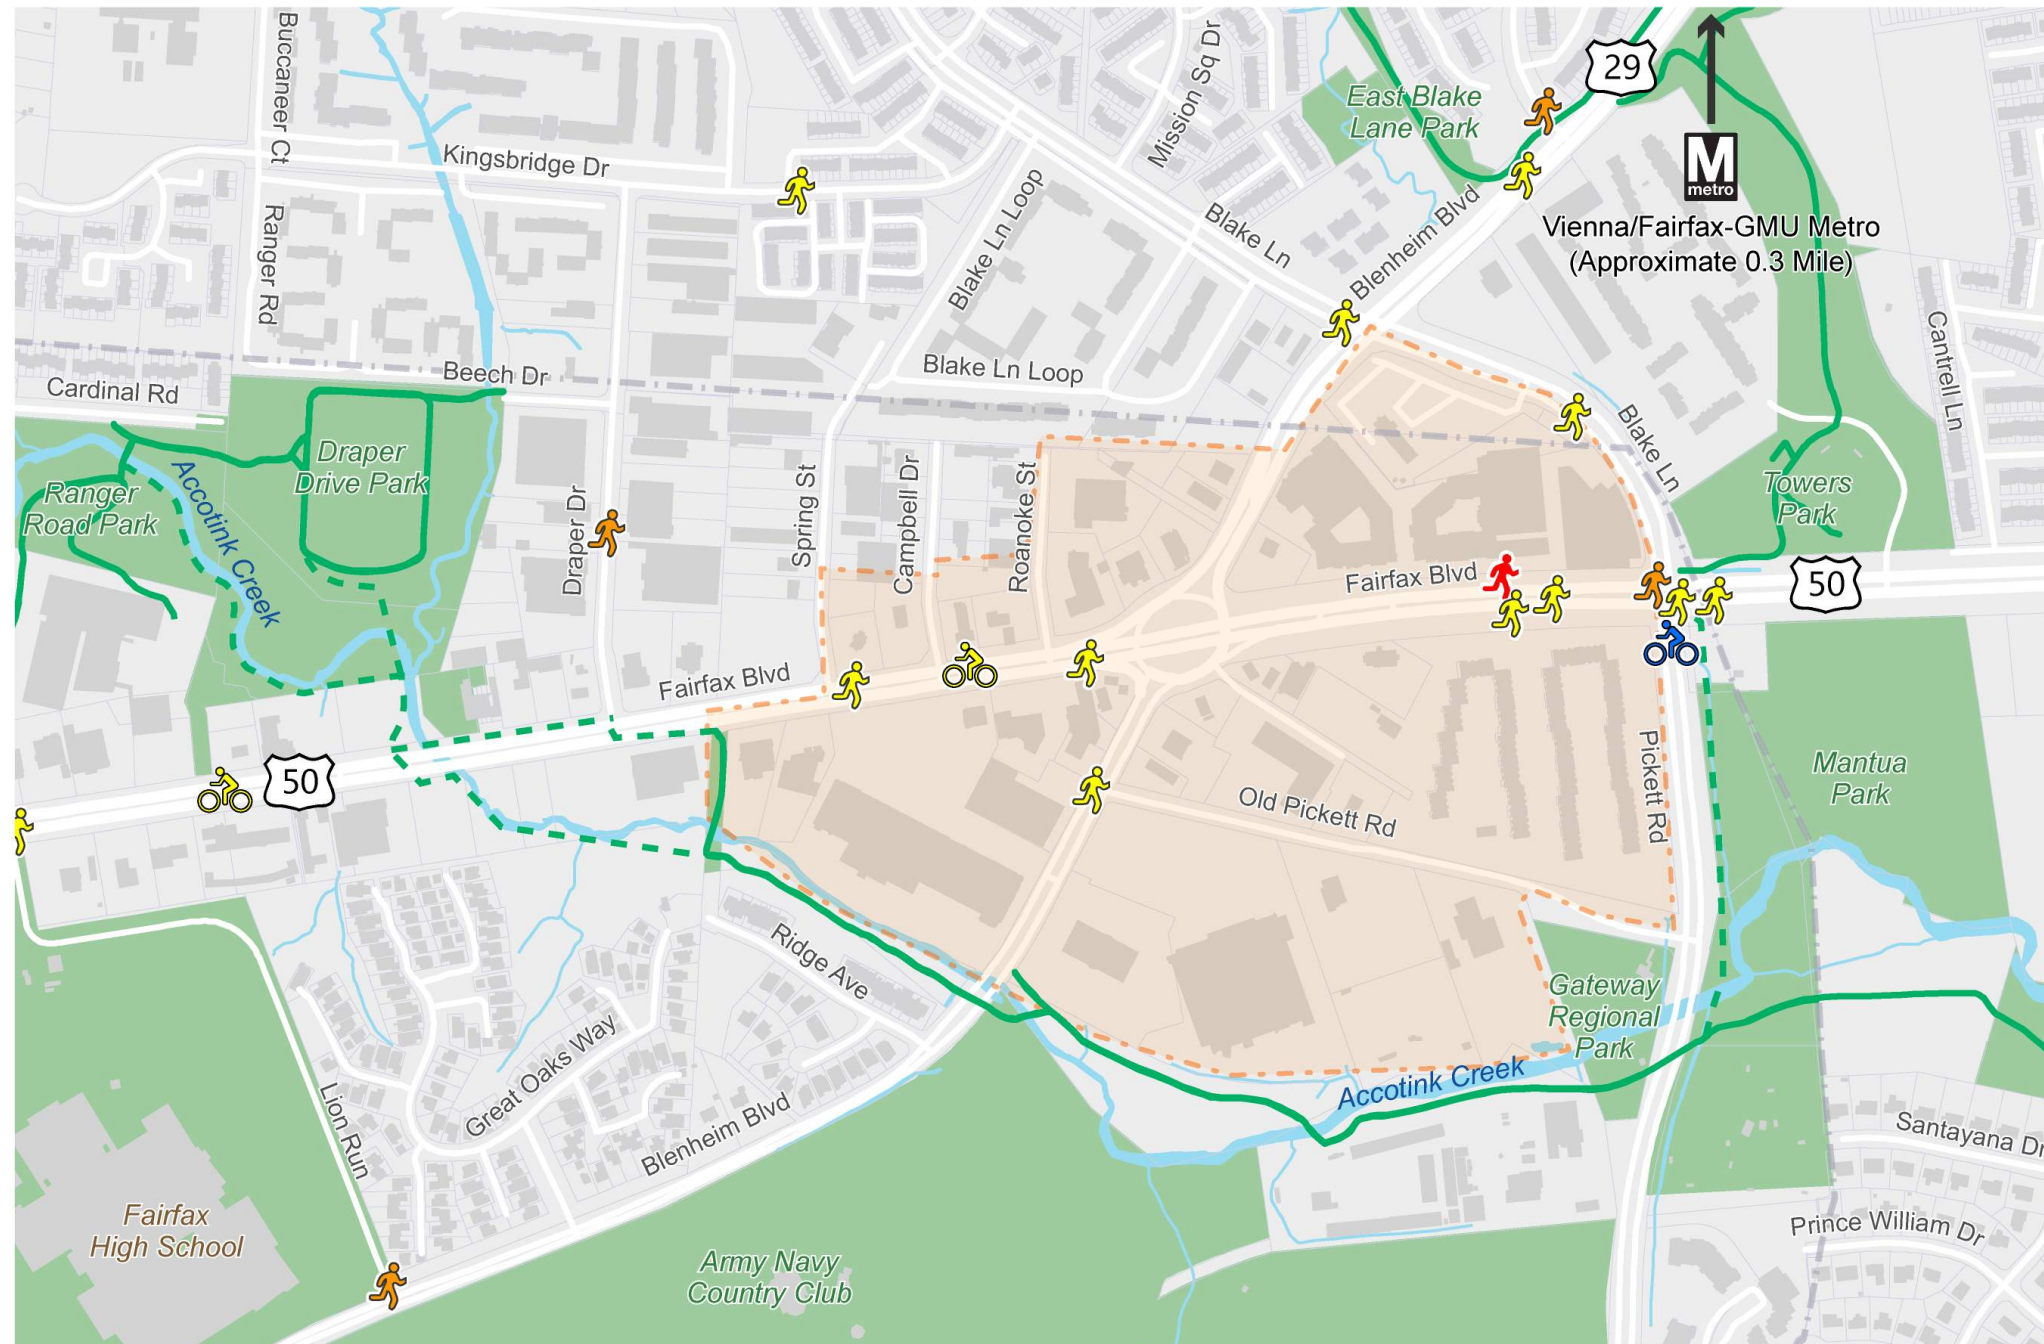 Buccaneer Ct
Mission Sq Dr
29
East Blake
Lane Park
Kingsbridge Dr
M
metro
Vienna/Fairfax-GMU Metro
(Approximate 0.3 Mile)
Ranger Rd
Blake Ln Loop
Blake Ln
Blenheim Blvd
Cantrell Ln
Cardinal Rd
Beech Dr
Blake Ln Loop
Blake Ln
Draper
Drive Park
Ranger
Road Park
Accotink Creek
Draper Dr
Spring St
Campbell Dr
Roanoke St
Towers
Park
Fairfax Blvd
50
Fairfax Blvd
50
Pickett Rd
Mantua
Park
Old Pickett Rd
Ridge Ave
Gateway
Regional
Park
Great Oaks Way
Accotink Creek
Lion Run
Blenheim Blvd
Santayana Dr
Fairfax
High School
Prince William Dr
Army Navy
Country Club